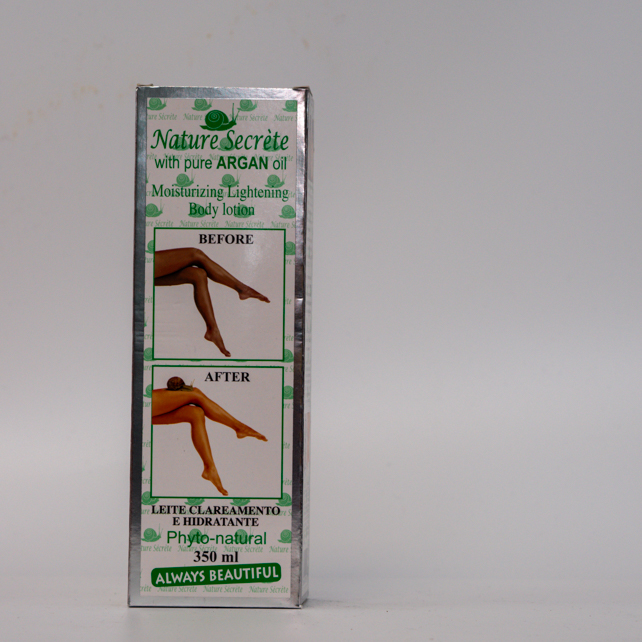 Nature Secrète
with pure ARGAN oil
Moisturizing Lightening
Body lotion
BEFORE
AFTER
LEITE CLAREAMENTO
E HIDRATANTE
Phyto-natural
350 ml
ALWAYS BEAUTIFUL